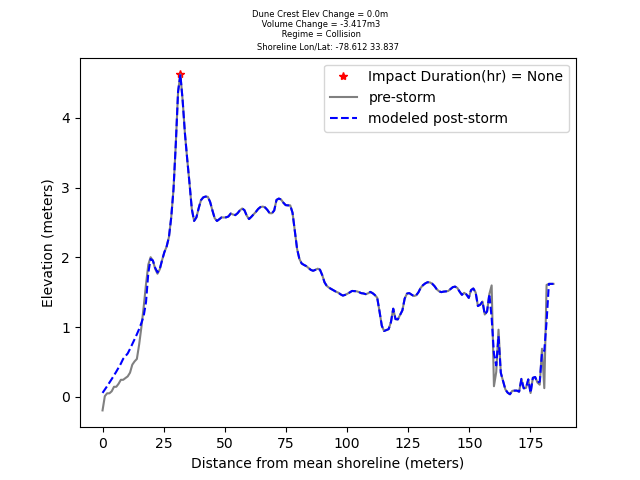 Dune Crest Elev Change = 0.0m
Volume Change = -3.417m3
Regime = Collision
Shoreline Lon/Lat: -78.612 33.837
Impact Duration(hr) = None
pre-storm
modeled post-storm
Elevation (meters)
4
3
2
1
0
0 25 50 75 100 125 150 175
Distance from mean shoreline (meters)